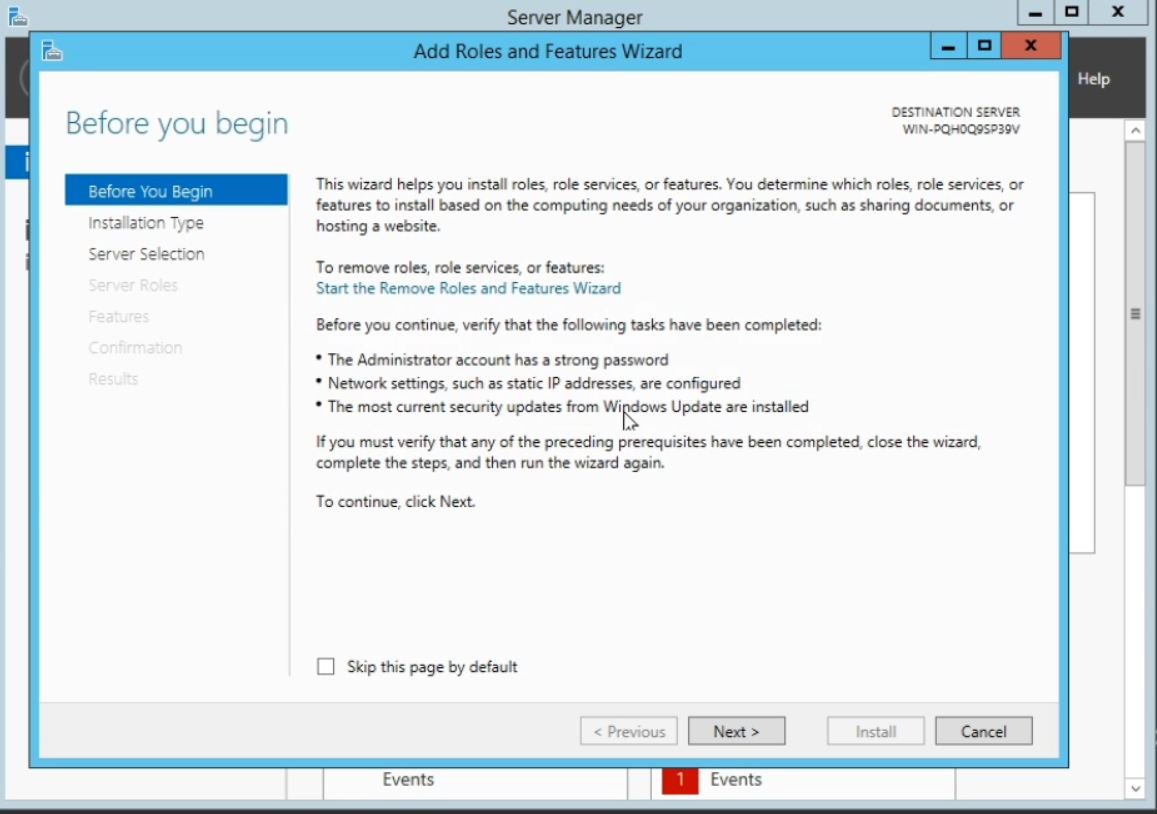 Server Manager
Add Roles and Features Wizard
Help
Before you begin
DESTINATION SERVER
WIN-PQH0Q9SP39V
Before You Begin
Installation Type
Server Selection
Server Roles
Features
Confirmation
Results
This wizard helps you install roles, role services, or features. You determine which roles, role services, or
features to install based on the computing needs of your organization, such as sharing documents, or
hosting a website.
To remove roles, role services, or features:
Start the Remove Roles and Features Wizard
Before you continue, verify that the following tasks have been completed:
• The Administrator account has a strong password
• Network settings, such as static IP addresses, are configured
• The most current security updates from Windows Update are installed
If you must verify that any of the preceding prerequisites have been completed, close the wizard,
complete the steps, and then run the wizard again.
To continue, click Next.
Skip this page by default
< Previous
Next >
Install
Cancel
Events
1 Events